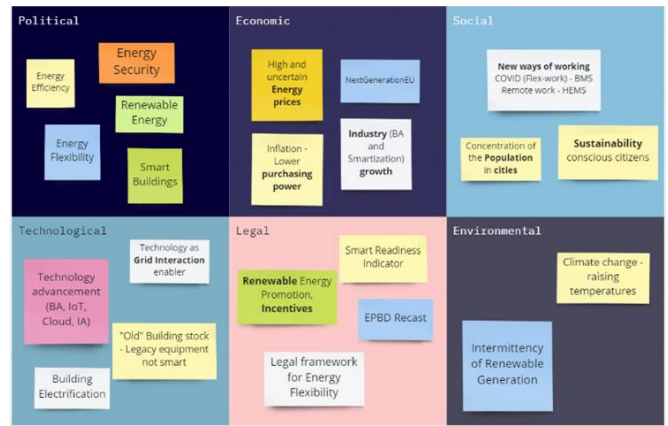 Political
Energy
Efficiency
Energy
Security
Renewable
Energy
Energy
Flexibility
Smart
Buildings
Economic
High and
uncertain
Energy
prices
NextGenerationEU
Inflation -
Lower
purchasing
power
Industry (BA
and
Smartization)
growth
Social
New ways of working
COVID (Flex-work) - BMS
Remote work - HEMS
Concentration of
the Population
in cities
Sustainability
conscious citizens
Technological
Technology as
Grid Interaction
enabler
Technology
advancement
(BA, IoT,
Cloud, IA)
"Old" Building stock
- Legacy equipment
not smart
Building
Electrification
Legal
Smart Readiness
Indicator
Renewable Energy
Promotion,
Incentives
EPBD Recast
Legal framework
for Energy
Flexibility
Environmental
Climate change -
raising
temperatures
Intermittency
of Renewable
Generation